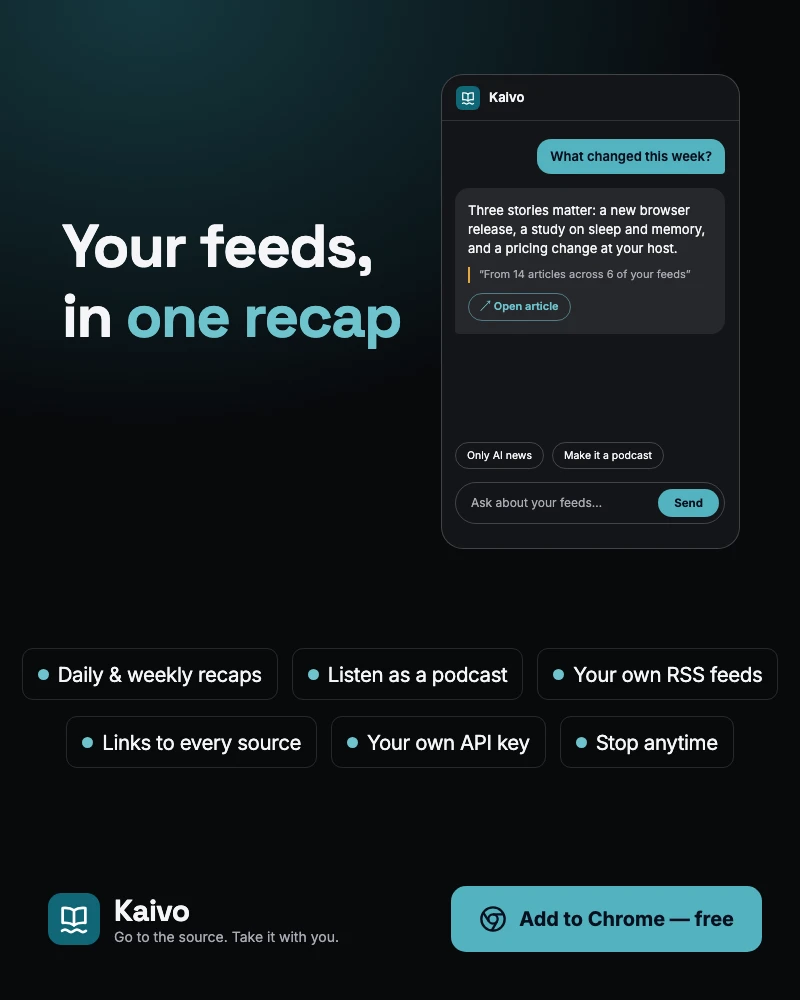 Kaivo
What changed this week?
Three stories matter: a new browser
release, a study on sleep and memory,
and a pricing change at your host.
“From 14 articles across 6 of your feeds”
↗ Open article
Only AI news
Make it a podcast
Ask about your feeds...
Send
Your feeds,
in one recap
Daily & weekly recaps
Listen as a podcast
Your own RSS feeds
Links to every source
Your own API key
Stop anytime
Kaivo
Go to the source. Take it with you.
Add to Chrome — free